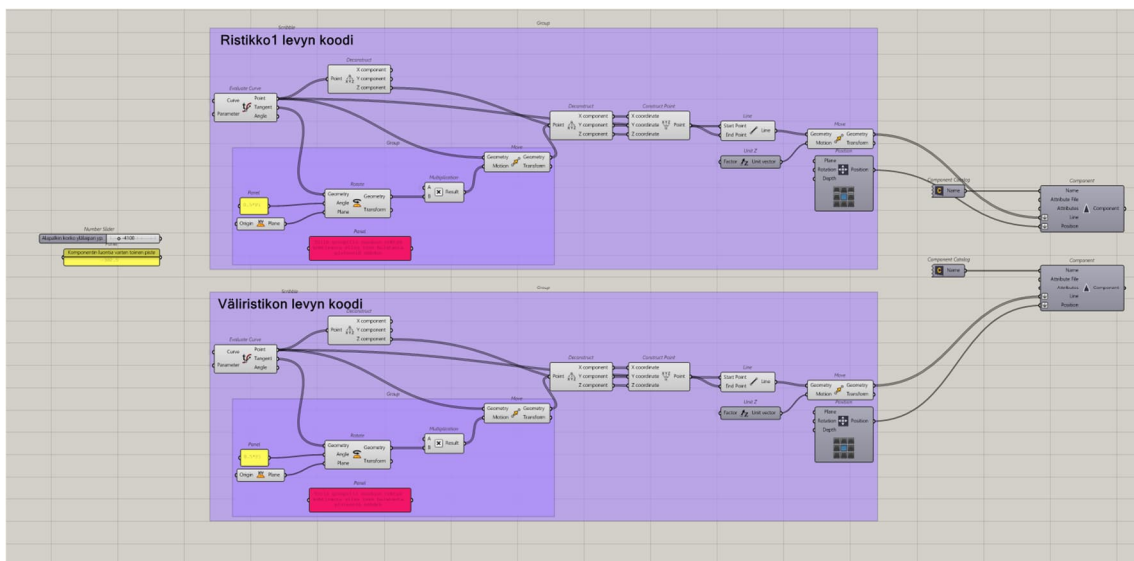 Group
Scribble
Ristikko1 levyn koodi
Deconstruct
Point
X component
Y component
Z component
Evaluate Curve
Curve
Parameter
Point
Tangent
Angle
Group
Panel
Origin Plane
Rotate
Geometry
Angle
Plane
Geometry
Transform
Multiplication
A
B
Result
Move
Geometry
Motion
Geometry
Transform
Panel
Deconstruct
Point
X component
Y component
Z component
Construct Point
X coordinate
Y coordinate
Z coordinate
Point
Line
Start Point
End Point
Line
Unit Z
Factor Unit vector
Move
Geometry
Motion
Geometry
Transform
Position
Plane
Rotation
Depth
Position
Component Catalog
Name
Component
Name
Attribute File
Attributes
Line
Position
Component
Number Slider
-4100
Panel
Group
Scribble
Väliristikon levyn koodi
Deconstruct
Point
X component
Y component
Z component
Evaluate Curve
Curve
Parameter
Point
Tangent
Angle
Group
Panel
Origin Plane
Rotate
Geometry
Angle
Plane
Geometry
Transform
Multiplication
A
B
Result
Move
Geometry
Motion
Geometry
Transform
Panel
Deconstruct
Point
X component
Y component
Z component
Construct Point
X coordinate
Y coordinate
Z coordinate
Point
Line
Start Point
End Point
Line
Unit Z
Factor Unit vector
Move
Geometry
Motion
Geometry
Transform
Position
Plane
Rotation
Depth
Position
Component Catalog
Name
Component
Name
Attribute File
Attributes
Line
Position
Component